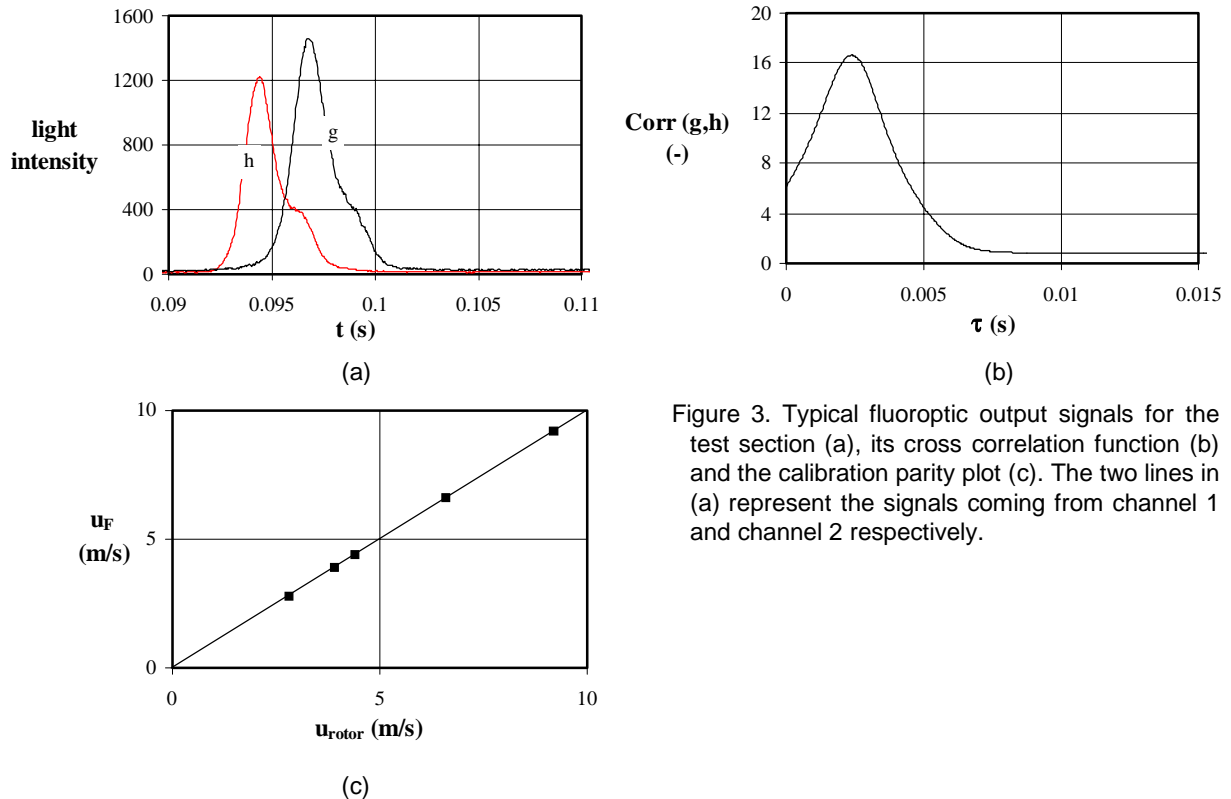 1600
1200
800
400
0
light
intensity
h
g
0.09
0.095
0.1
0.105
0.11
t (s)
(a)
20
16
12
8
4
0
Corr (g,h)
(-)
0
0.005
0.01
0.015
τ (s)
(b)
10
5
0
uF
(m/s)
0
5
10
urotor (m/s)
(c)
Figure 3. Typical fluoroptic output signals for the
test section (a), its cross correlation function (b)
and the calibration parity plot (c). The two lines in
(a) represent the signals coming from channel 1
and channel 2 respectively.